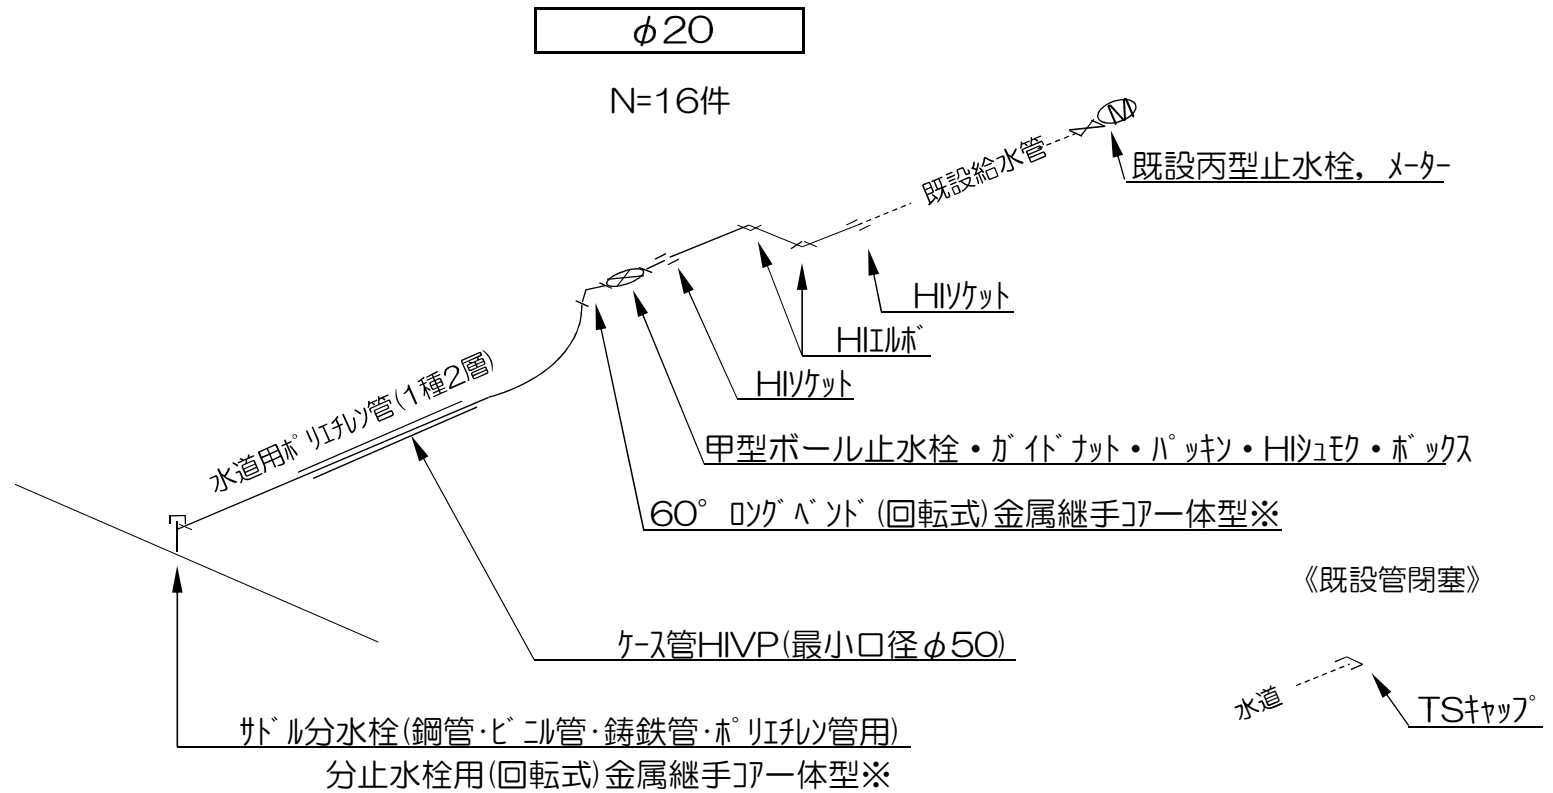 φ20
N=16件
M
既設給水管
既設丙型止水栓，ﾒｰﾀｰ
HIｿｹｯﾄ
HIｴﾙﾎﾞ
HIｿｹｯﾄ
水道用ﾎﾟﾘｴﾁﾚﾝ管(1種2層)
甲型ボール止水栓・ｶﾞｲﾄﾞﾅｯﾄ・ﾊﾟｯｷﾝ・HIｼｭﾓｸ・ﾎﾞｯｸｽ
60°ﾛﾝｸﾞﾍﾞﾝﾄﾞ(回転式)金属継手ｺｱ一体型※
《既設管閉塞》
ｹｰｽ管HIVP(最小口径φ50)
水道
TSｷｬｯﾌﾟ
ｻﾄﾞﾙ分水栓(鋼管･ﾋﾞﾆﾙ管･鋳鉄管･ﾎﾟﾘｴﾁﾚﾝ管用)
分止水栓用(回転式)金属継手ｺｱ一体型※